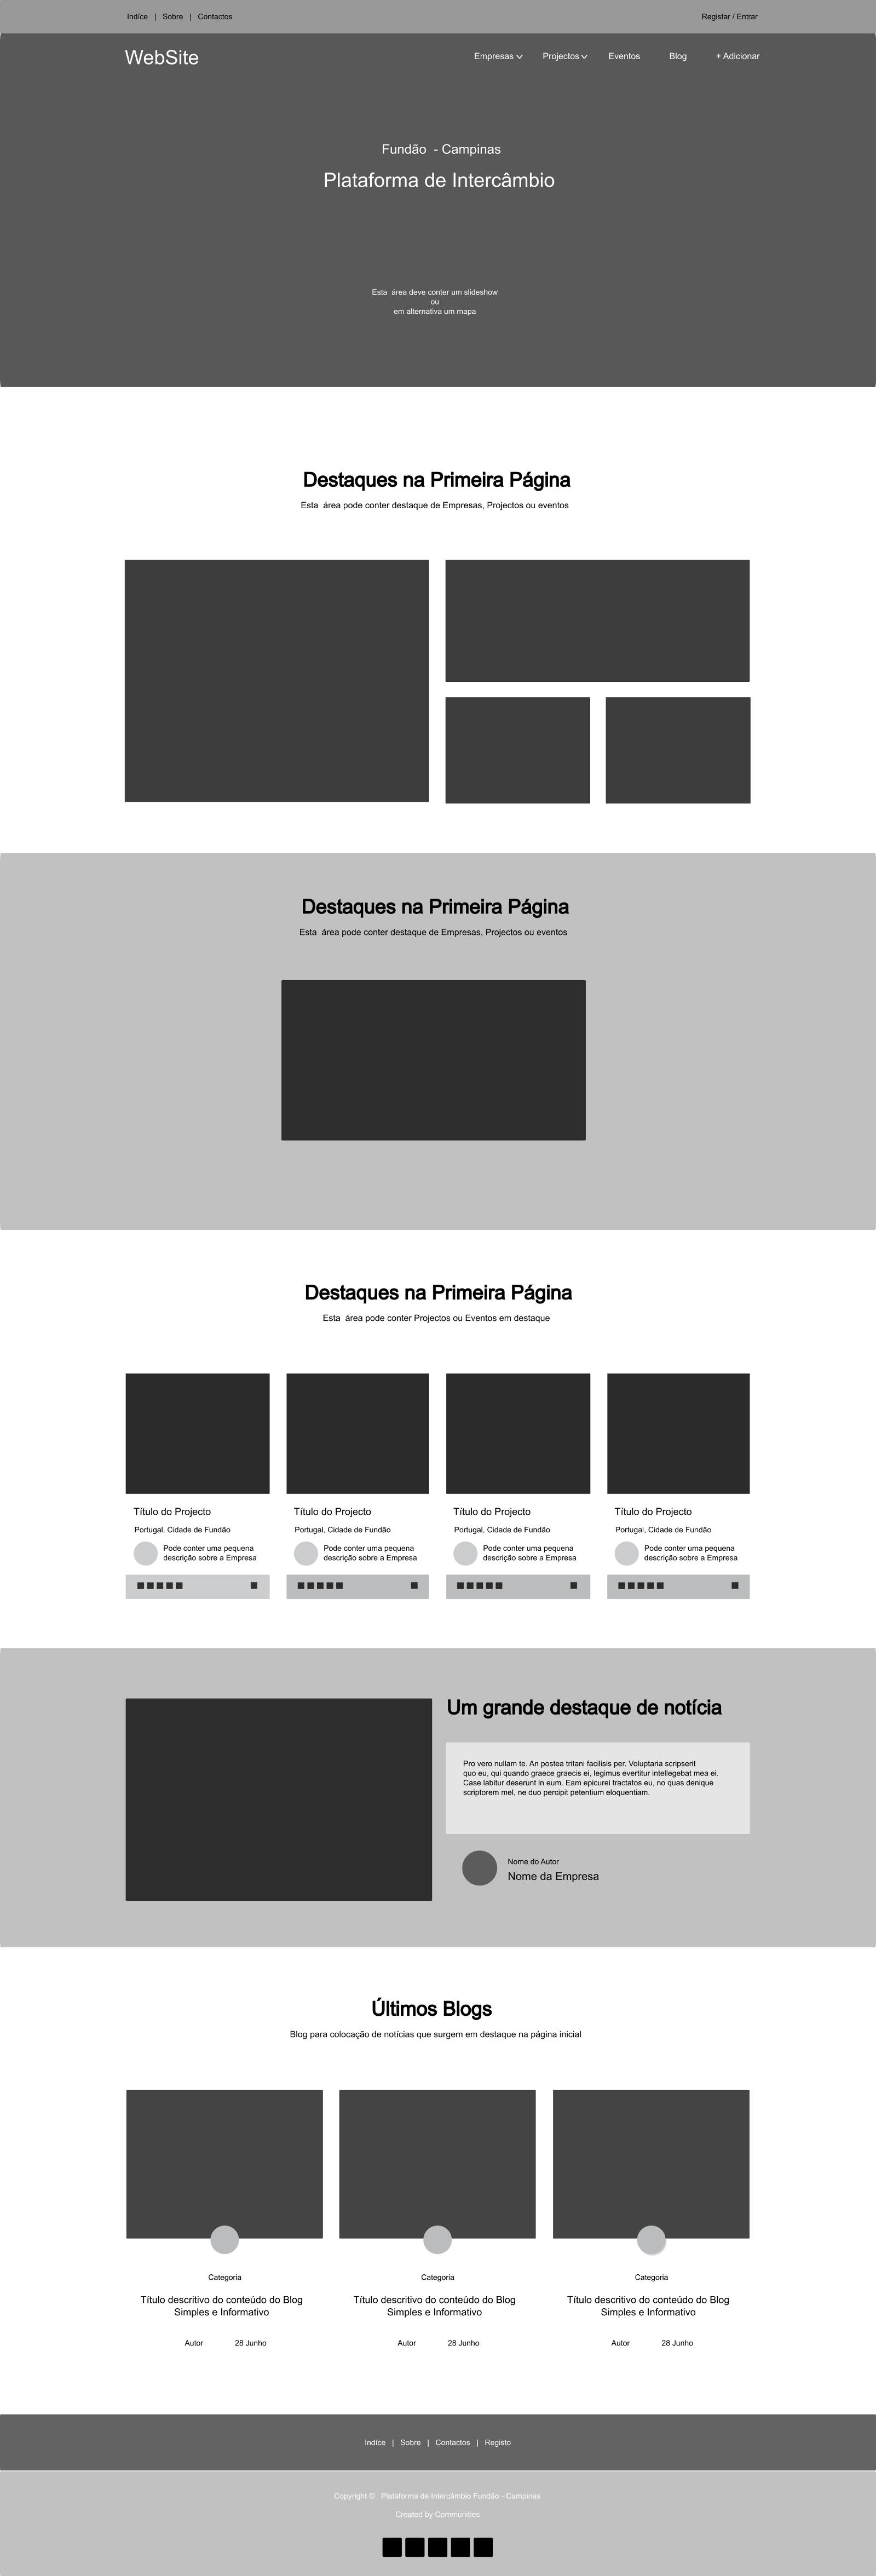 Indíce | Sobre | Contactos
Registar / Entrar
WebSite
Empresas
Projectos
Eventos
Blog
+ Adicionar
Fundão - Campinas
Plataforma de Intercâmbio
Esta área deve conter um slideshow
ou
em alternativa um mapa
Destaques na Primeira Página
Esta área pode conter destaque de Empresas, Projectos ou eventos
Destaques na Primeira Página
Esta área pode conter destaque de Empresas, Projectos ou eventos
Destaques na Primeira Página
Esta área pode conter Projectos ou Eventos em destaque
Título do Projecto
Portugal, Cidade de Fundão
Pode conter uma pequena
descrição sobre a Empresa
Título do Projecto
Portugal, Cidade de Fundão
Pode conter uma pequena
descrição sobre a Empresa
Título do Projecto
Portugal, Cidade de Fundão
Pode conter uma pequena
descrição sobre a Empresa
Título do Projecto
Portugal, Cidade de Fundão
Pode conter uma pequena
descrição sobre a Empresa
Um grande destaque de notícia
Pro vero nullam te. An postea tritani facilisis per. Voluptaria scripserit
quo eu, qui quando graece graecis ei, legimus evertitur intellegebat mea ei.
Case labitur deserunt in eum. Eam epicurei tractatos eu, no quas denique
scriptorem mel, ne duo percipit petentium eloquentiam.
Nome do Autor
Nome da Empresa
Últimos Blogs
Blog para colocação de notícias que surgem em destaque na página inicial
Categoria
Título descritivo do conteúdo do Blog
Simples e Informativo
Autor 28 Junho
Categoria
Título descritivo do conteúdo do Blog
Simples e Informativo
Autor 28 Junho
Categoria
Título descritivo do conteúdo do Blog
Simples e Informativo
Autor 28 Junho
Indíce | Sobre | Contactos | Registo
Copyright © Plataforma de Intercâmbio Fundão - Campinas
Created by Communities